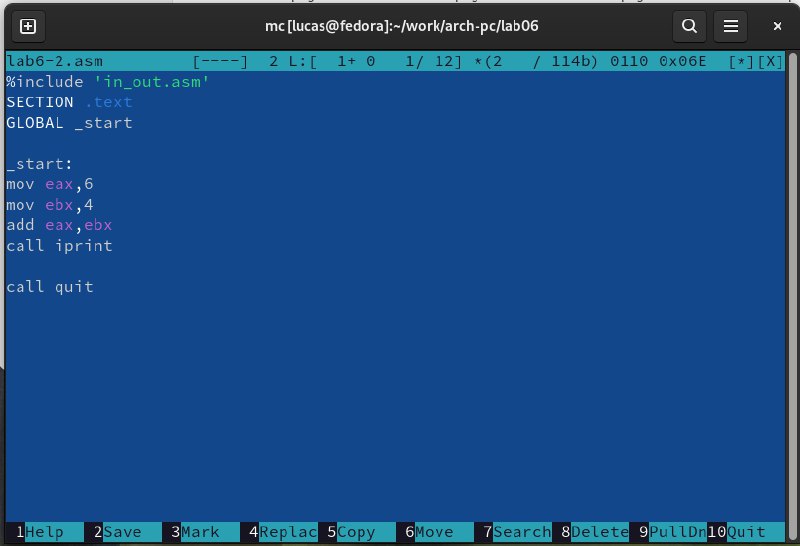 mc [lucas@fedora]:~/work/arch-pc/lab06
lab6-2.asm [----] 2 L:[ 1+ 0 1/ 12] *(2 / 114b) 0110 0x06E [*][X]
%include 'in_out.asm'
SECTION .text
GLOBAL _start
_start:
mov eax,6
mov ebx,4
add eax,ebx
call iprint
call quit
1Help 2Save 3Mark 4Replac 5Copy 6Move 7Search 8Delete 9PullDn 10Quit